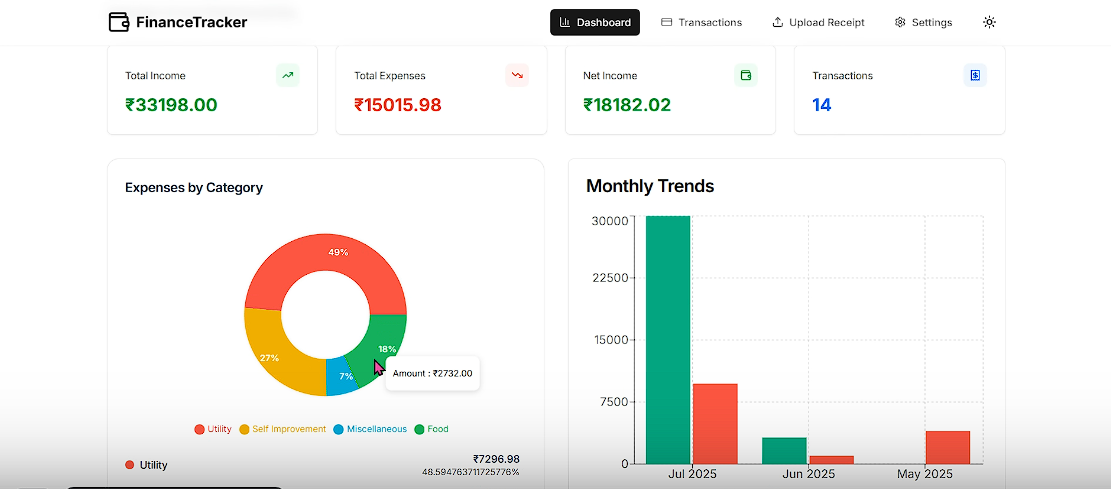 FinanceTracker
Dashboard
Transactions
Upload Receipt
Settings
Total Income
₹33198.00
Total Expenses
₹15015.98
Net Income
₹18182.02
Transactions
14
Expenses by Category
49%
27%
18%
7%
Amount : ₹2732.00
Utility Self Improvement Miscellaneous Food
Utility
₹7296.98
48.594763711725776%
Monthly Trends
30000
22500
15000
7500
0
Jul 2025 Jun 2025 May 2025